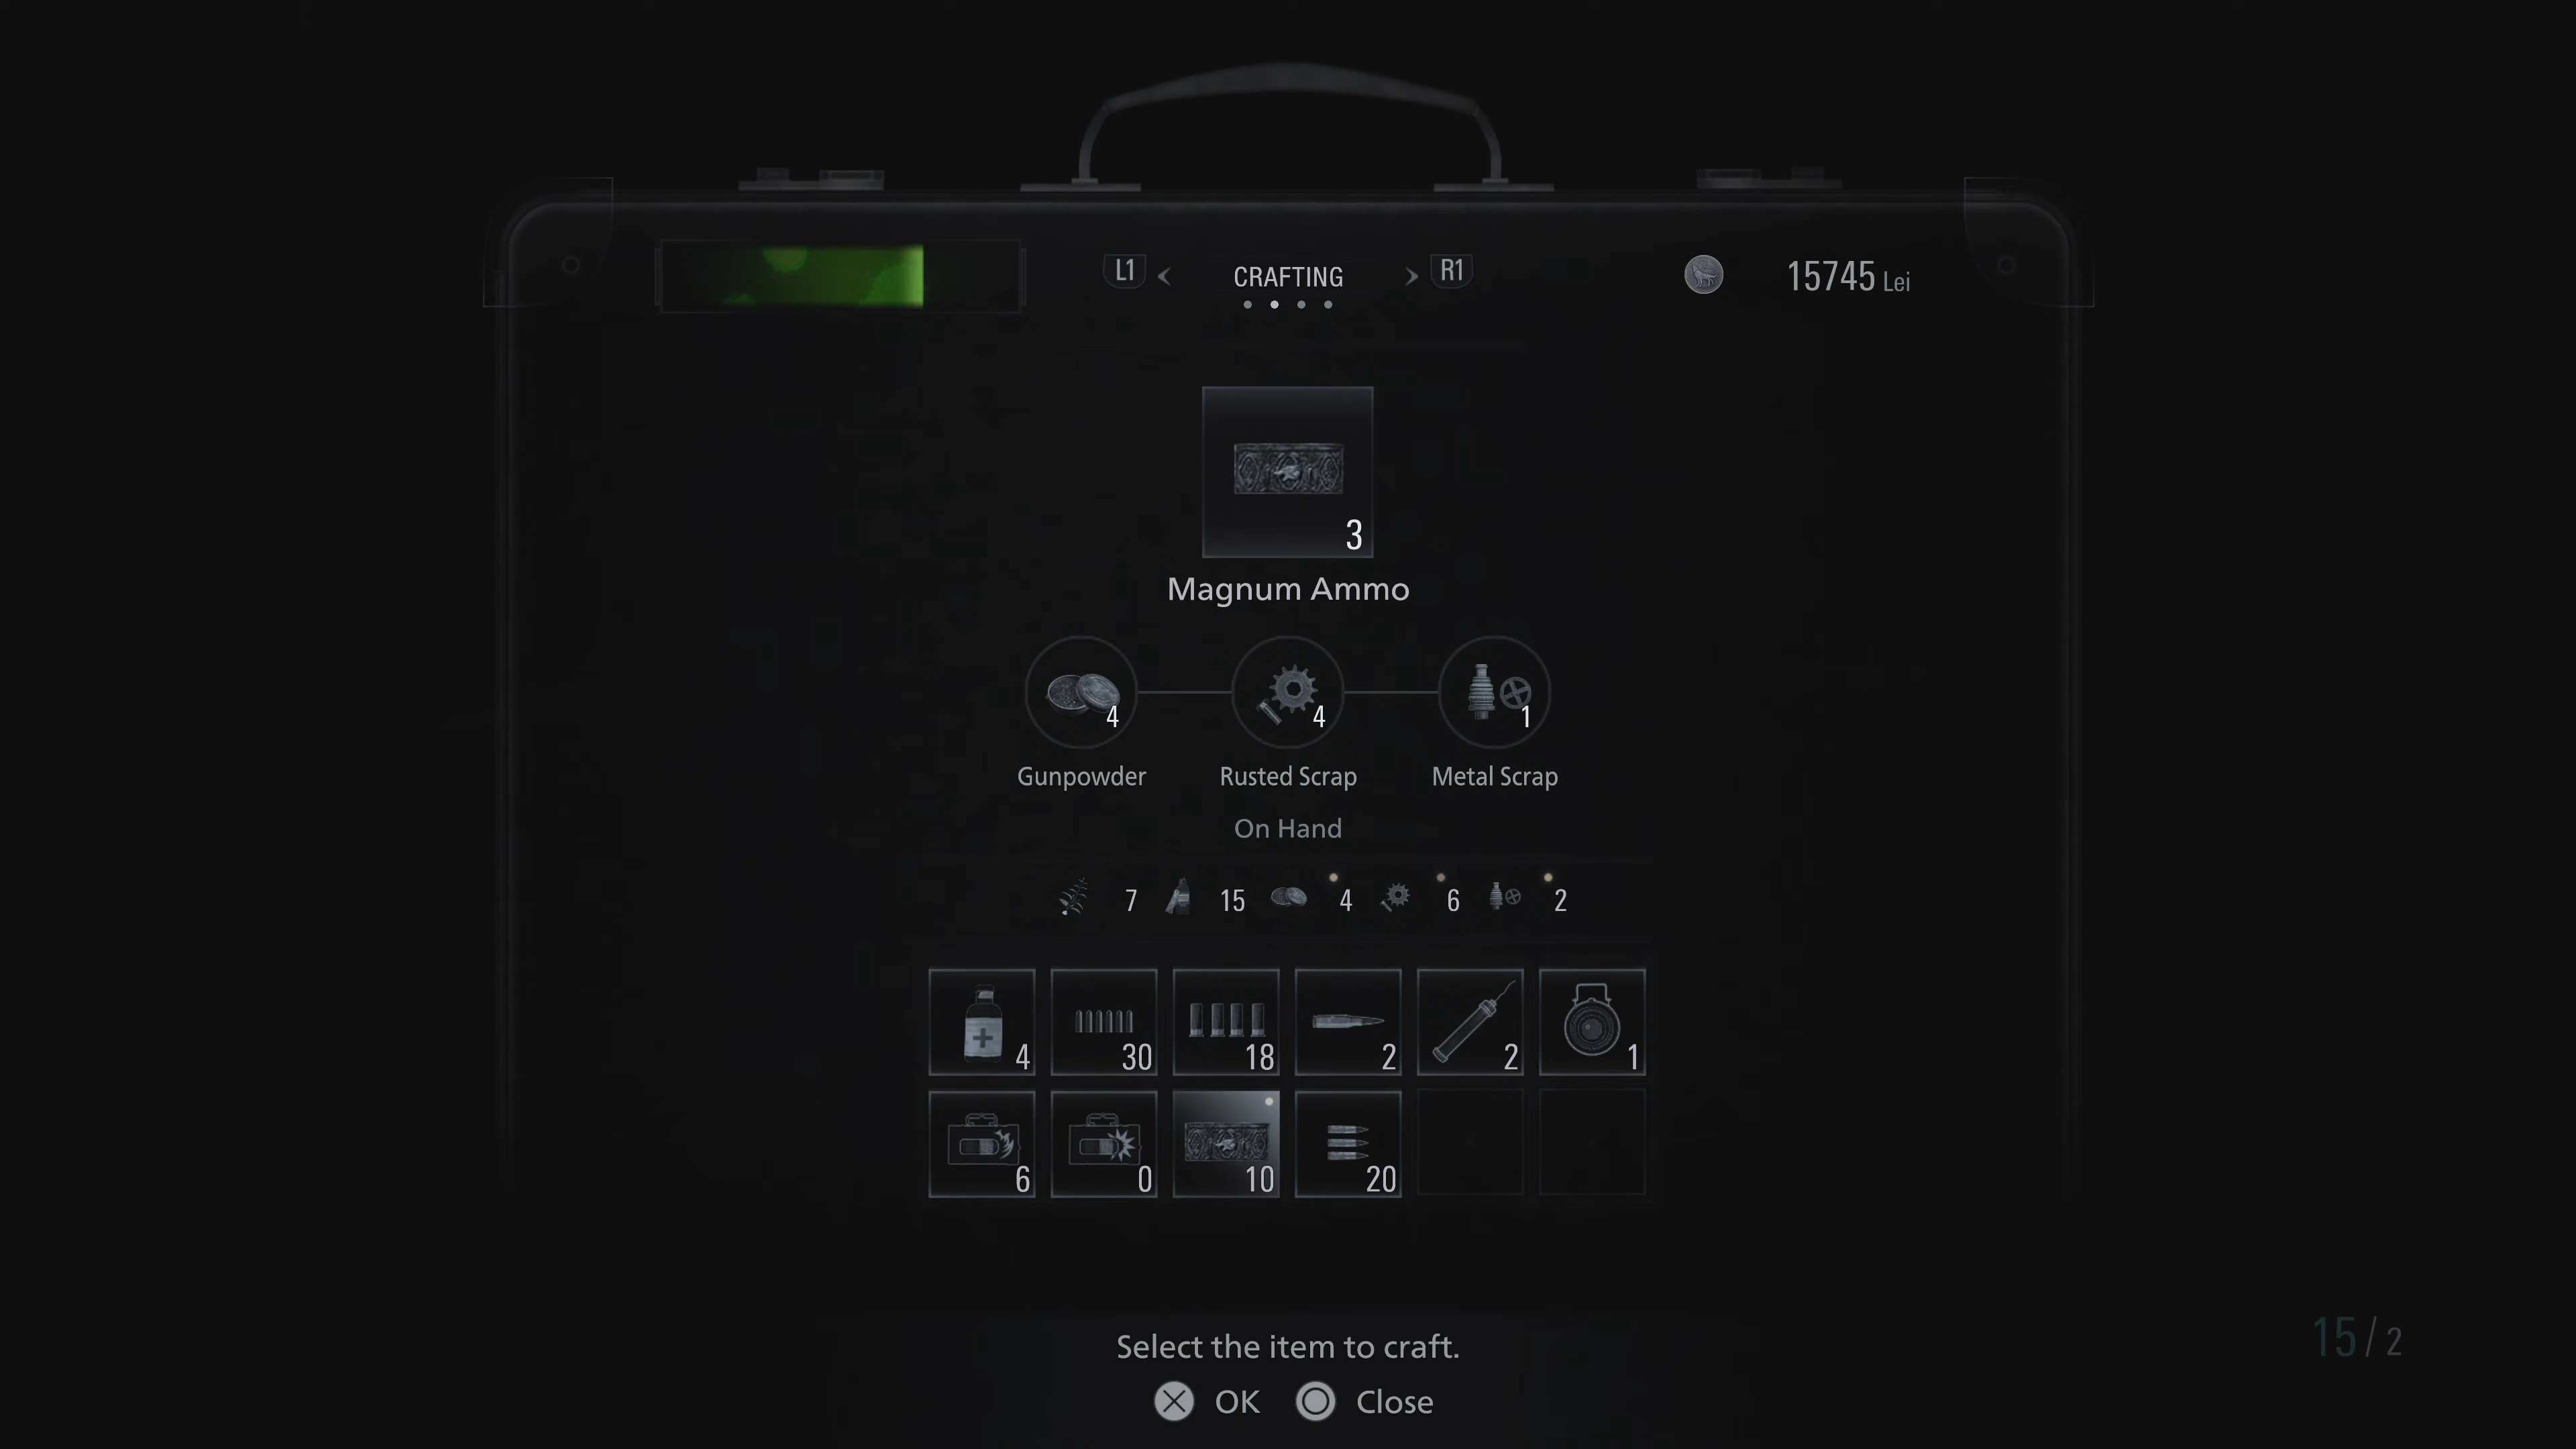 L1 < CRAFTING > R1
15745 Lei
3
Magnum Ammo
4 4 1
Gunpowder Rusted Scrap Metal Scrap
On Hand
7 15 4 6 2
4 30 18 2 2 1
6 0 10 20
Select the item to craft.
OK Close
15/2